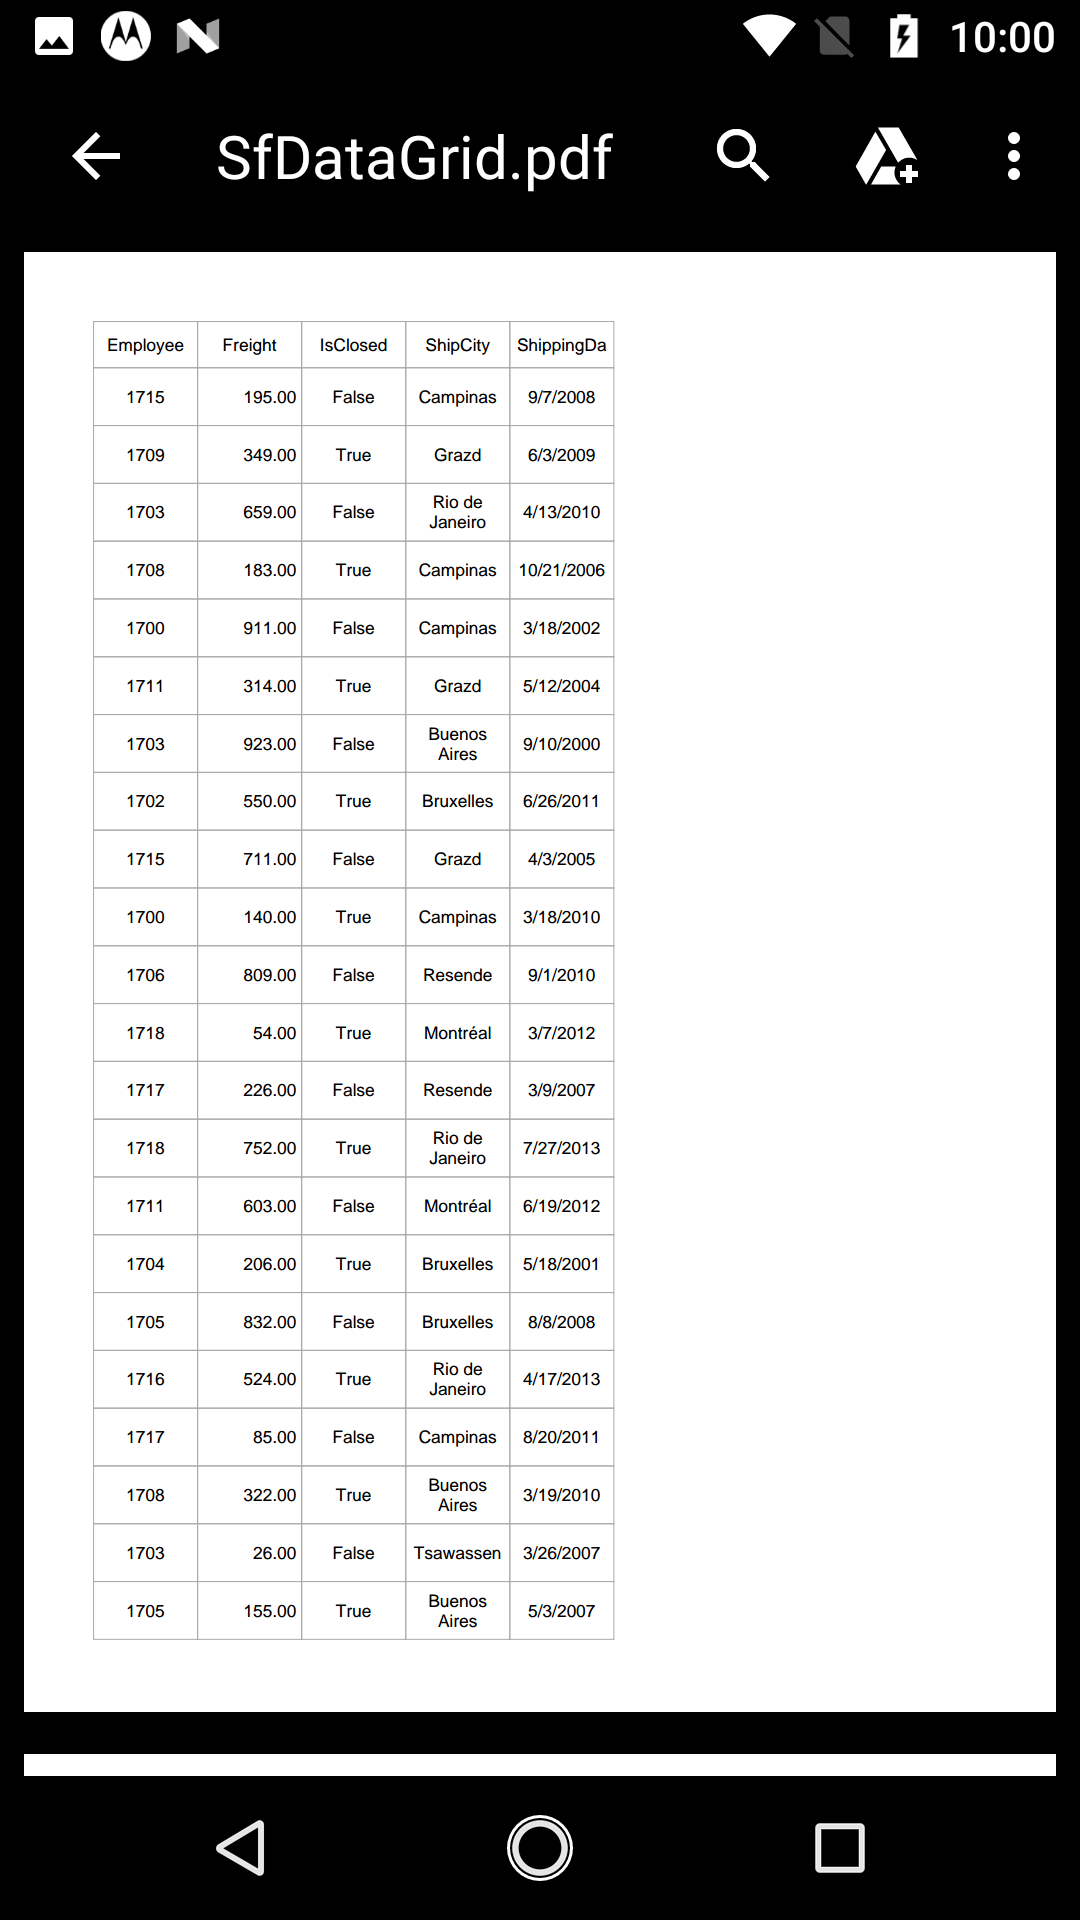 10:00
SfDataGrid.pdf
Employee Freight IsClosed ShipCity ShippingDa
1715 195.00 False Campinas 9/7/2008
1709 349.00 True Grazd 6/3/2009
1703 659.00 False Rio de Janeiro 4/13/2010
1708 183.00 True Campinas 10/21/2006
1700 911.00 False Campinas 3/18/2002
1711 314.00 True Grazd 5/12/2004
1703 923.00 False Buenos Aires 9/10/2000
1702 550.00 True Bruxelles 6/26/2011
1715 711.00 False Grazd 4/3/2005
1700 140.00 True Campinas 3/18/2010
1706 809.00 False Resende 9/1/2010
1718 54.00 True Montréal 3/7/2012
1717 226.00 False Resende 3/9/2007
1718 752.00 True Rio de Janeiro 7/27/2013
1711 603.00 False Montréal 6/19/2012
1704 206.00 True Bruxelles 5/18/2001
1705 832.00 False Bruxelles 8/8/2008
1716 524.00 True Rio de Janeiro 4/17/2013
1717 85.00 False Campinas 8/20/2011
1708 322.00 True Buenos Aires 3/19/2010
1703 26.00 False Tsawassen 3/26/2007
1705 155.00 True Buenos Aires 5/3/2007